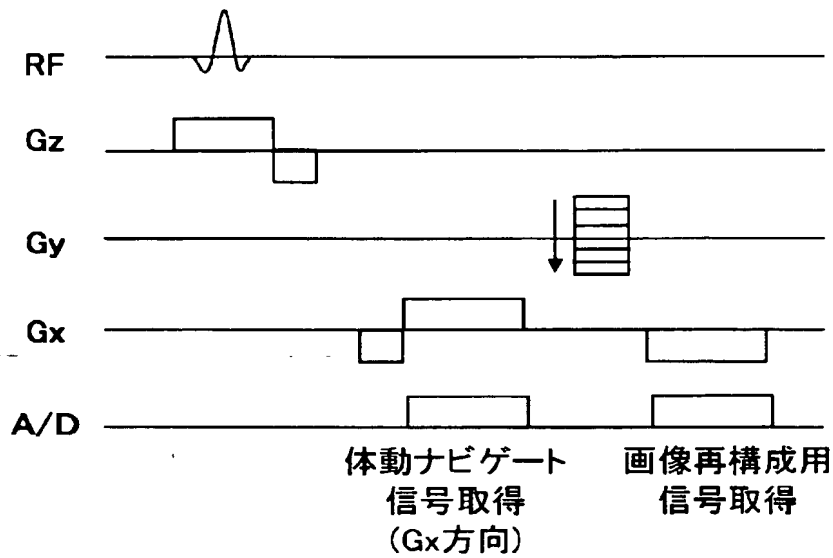 RF
Gz
Gy
Gx
A/D
体動ナビゲート
信号取得
(Gx方向)
画像再構成用
信号取得